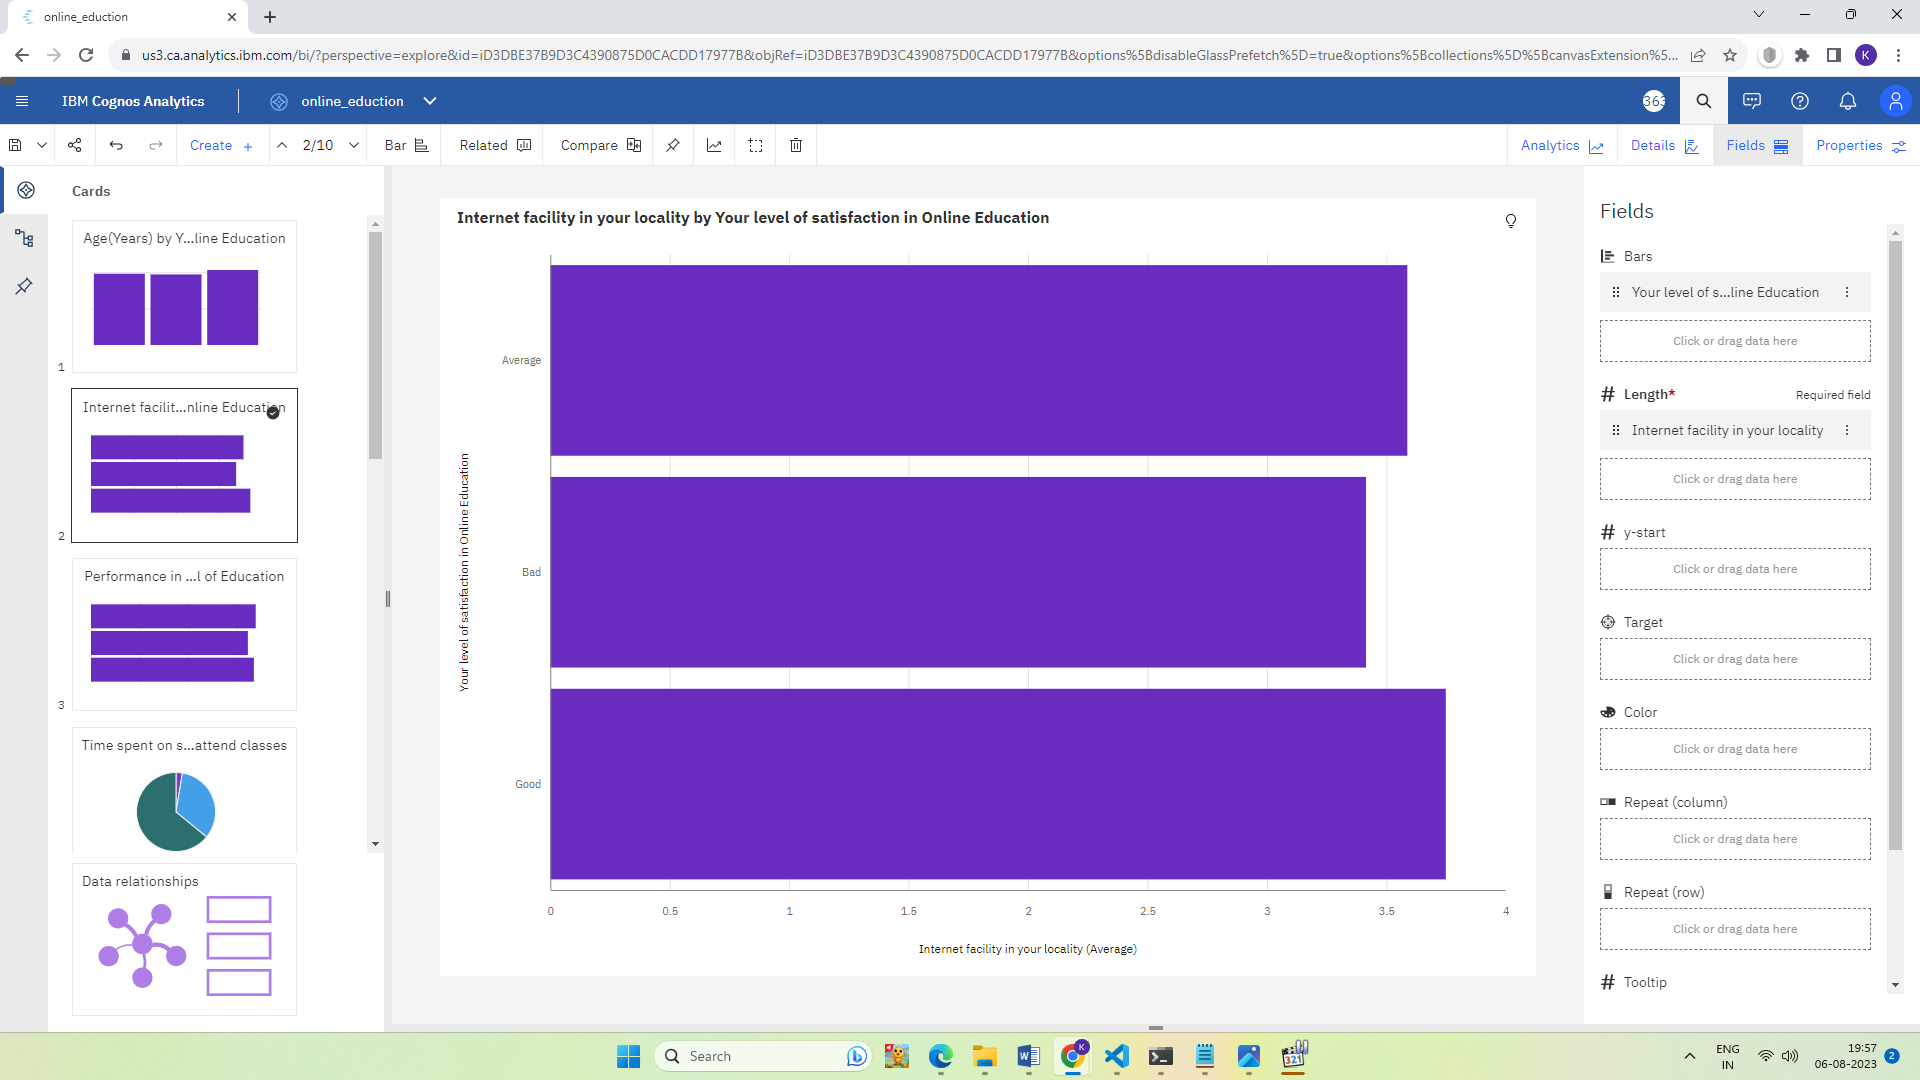 online_eduction
us3.ca.analytics.ibm.com/bi/?perspective=explore&id=iD3DBE37B9D3C4390875D0CACDD17977B&objRef=iD3DBE37B9D3C4390875D0CACDD17977B&options%5BdisableGlassPrefetch%5D=true&options%5Bcollections%5D%5BcanvasExtension%5...
K
IBM Cognos Analytics
online_eduction
363
Create +
2/10
Bar
Related
Compare
Analytics
Details
Fields
Properties
Cards
Age(Years) by Y...line Education
1
Internet facilit...nline Education
2
Performance in ...l of Education
3
Time spent on s...attend classes
Data relationships
Internet facility in your locality by Your level of satisfaction in Online Education
Your level of satisfaction in Online Education
Average
Bad
Good
0
0.5
1
1.5
2
2.5
3
3.5
4
Internet facility in your locality (Average)
Fields
Bars
Your level of s...line Education
Click or drag data here
Length*
Required field
Internet facility in your locality
Click or drag data here
y-start
Click or drag data here
Target
Click or drag data here
Color
Click or drag data here
Repeat (column)
Click or drag data here
Repeat (row)
Click or drag data here
Tooltip
Search
K
321
ENG
IN
19:57
06-08-2023
2